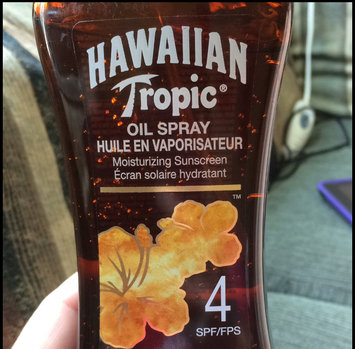 HAWAIIAN
Tropic®
OIL SPRAY
HUILE EN VAPORISATEUR
Moisturizing Sunscreen
Écran solaire hydratant
™
4
SPF/FPS